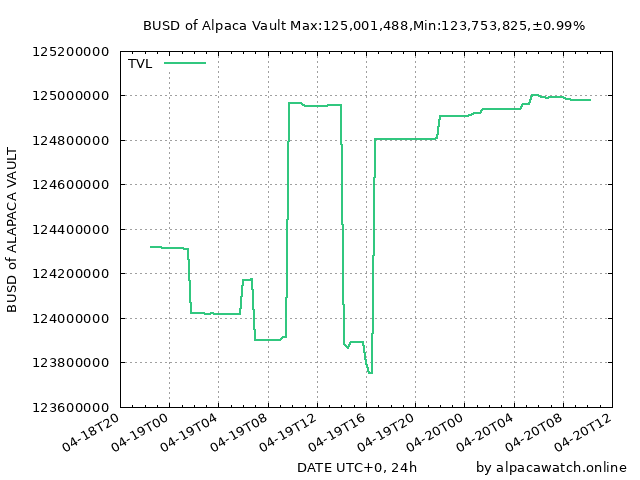 BUSD of Alpaca Vault Max:125,001,488,Min:123,753,825,±0.99%
TVL
125200000
125000000
124800000
124600000
124400000
124200000
124000000
123800000
123600000
BUSD of ALAPACA VAULT
04-18T20
04-19T00
04-19T04
04-19T08
04-19T12
04-19T16
04-19T20
04-20T00
04-20T04
04-20T08
04-20T12
DATE UTC+0, 24h
by alpacawatch.online